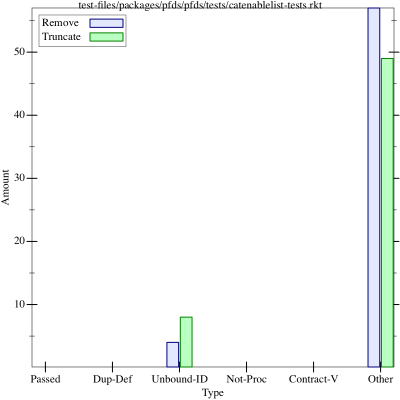 test-files/packages/pfds/pfds/tests/catenablelist-tests.rkt
Remove
Truncate
50
40
30
20
10
Amount
Passed Dup-Def Unbound-ID Not-Proc Contract-V Other
Type